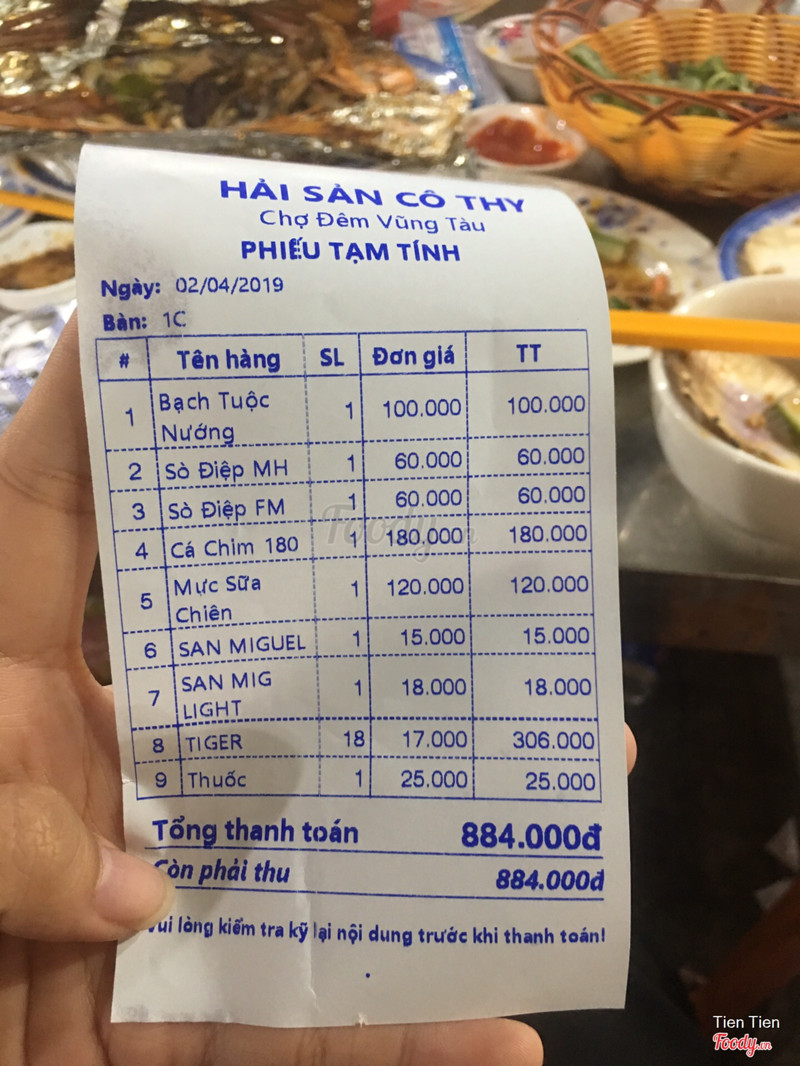 HẢI SẢN CÔ THY
Chợ Đêm Vũng Tàu
PHIẾU TẠM TÍNH
Ngày: 02/04/2019
Bàn: 1C
# Tên hàng SL Đơn giá TT
1 Bạch Tuộc Nướng 1 100.000 100.000
2 Sò Điệp MH 1 60.000 60.000
3 Sò Điệp FM 1 60.000 60.000
4 Cá Chim 180 1 180.000 180.000
5 Mực Sữa Chiên 1 120.000 120.000
6 SAN MIGUEL 1 15.000 15.000
7 SAN MIG LIGHT 1 18.000 18.000
8 TIGER 18 17.000 306.000
9 Thuốc 1 25.000 25.000
Tổng thanh toán 884.000đ
Còn phải thu 884.000đ
Vui lòng kiểm tra kỹ lại nội dung trước khi thanh toán!
Foody.vn
Tien Tien
Foody.vn